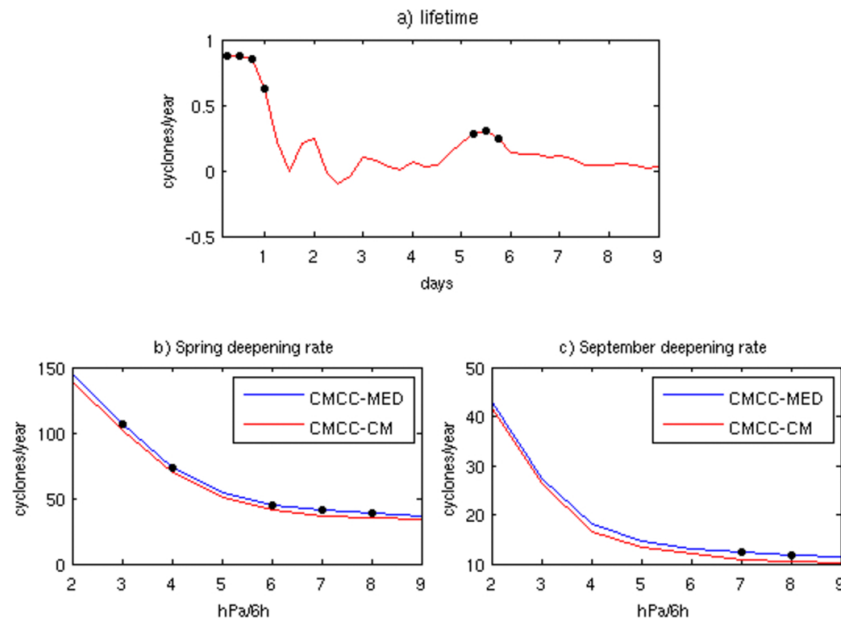 a) lifetime
1
0.5
0
-0.5
cyclones/year
1 2 3 4 5 6 7 8 9
days
b) Spring deepening rate
150
100
50
0
cyclones/year
CMCC-MED
CMCC-CM
2 3 4 5 6 7 8 9
hPa/6h
c) September deepening rate
50
40
30
20
10
cyclones/year
CMCC-MED
CMCC-CM
2 3 4 5 6 7 8 9
hPa/6h